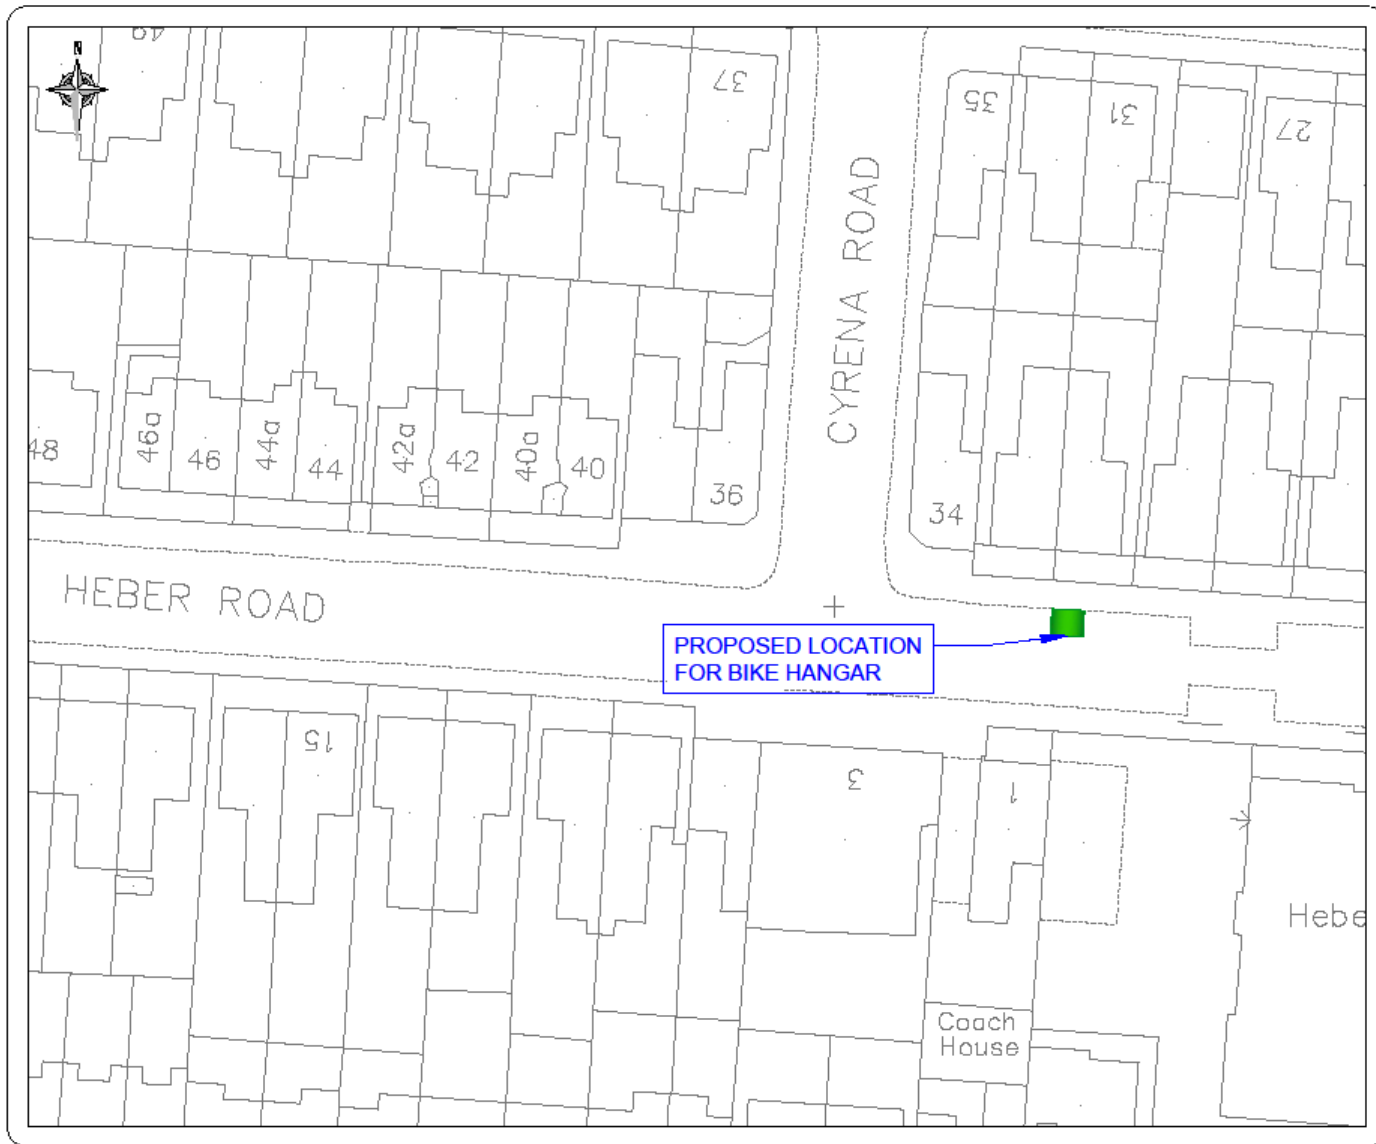 N
49
37
35
31
27
CYRENA ROAD
48
46a
46
44a
44
42a
42
40a
40
36
34
HEBER ROAD
PROPOSED LOCATION
FOR BIKE HANGAR
15
3
1
Hebe
Coach
House